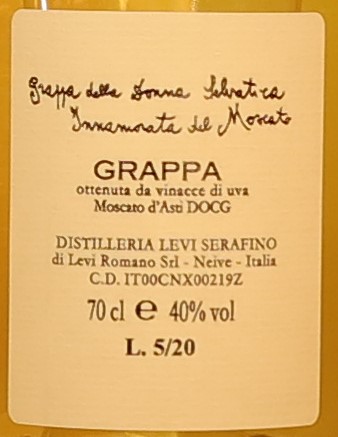 Grappa della Donna Selvatica
Innamorata del Moscato
GRAPPA
ottenuta da vinacce di uva
Moscato d'Asti DOCG
DISTILLERIA LEVI SERAFINO
di Levi Romano Srl - Neive - Italia
C.D. IT00CNX00219Z
70 cl e 40% vol
L. 5/20